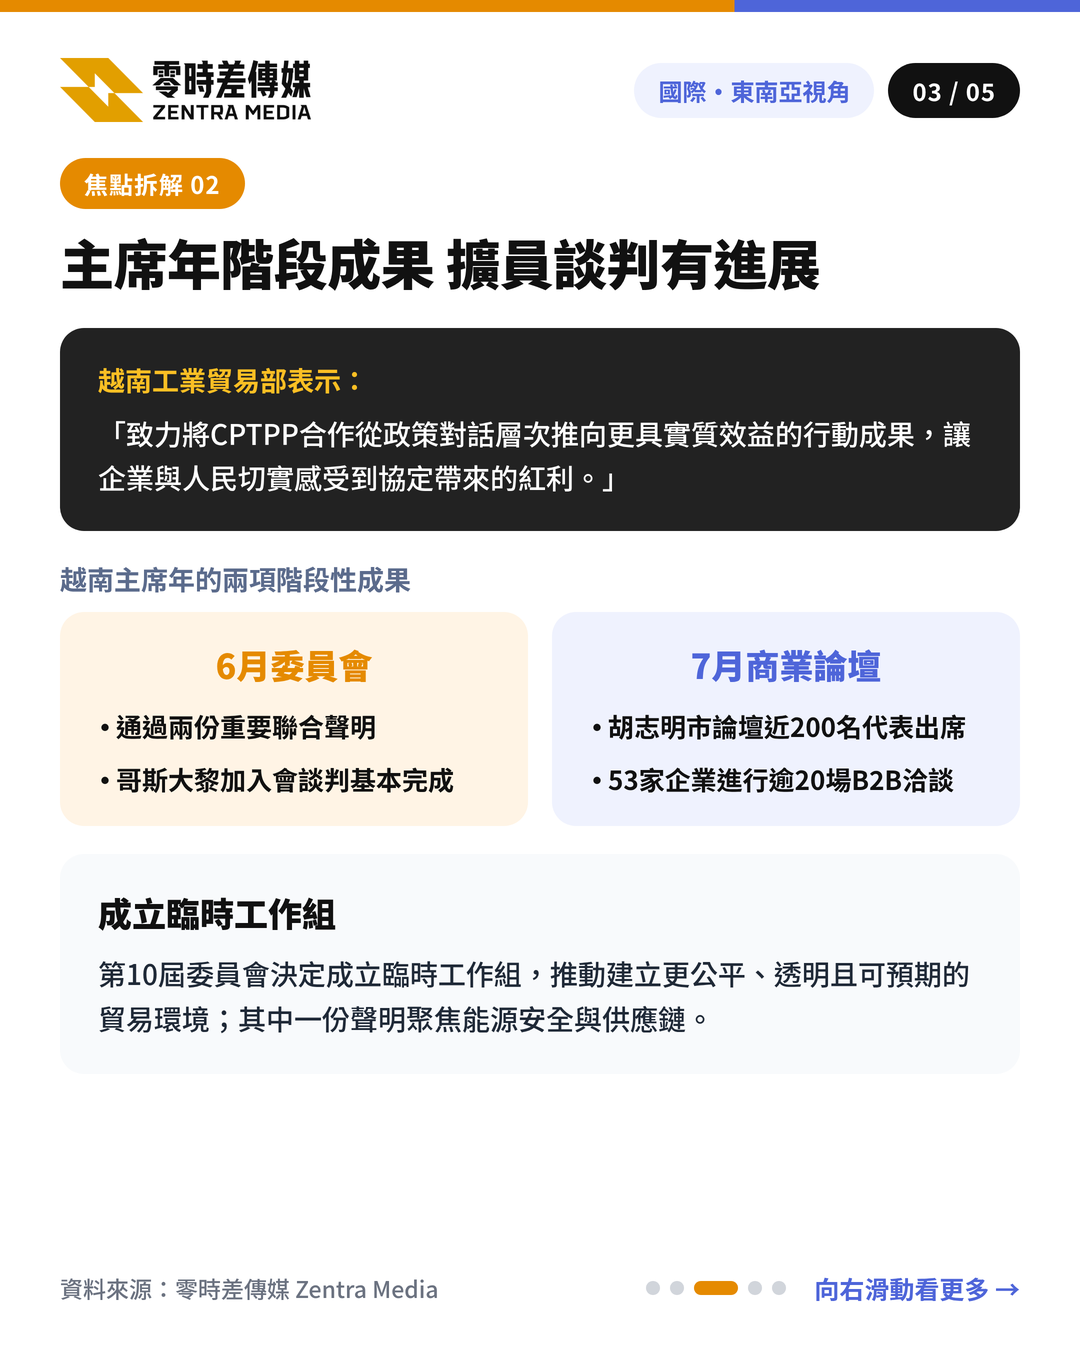 零時差傳媒
ZENTRA MEDIA
國際・東南亞視角
03 / 05
焦點拆解 02
主席年階段成果 擴員談判有進展
越南工業貿易部表示：
「致力將CPTPP合作從政策對話層次推向更具實質效益的行動成果，讓
企業與人民切實感受到協定帶來的紅利。」
越南主席年的兩項階段性成果
6月委員會
• 通過兩份重要聯合聲明
• 哥斯大黎加入會談判基本完成
7月商業論壇
• 胡志明市論壇近200名代表出席
• 53家企業進行逾20場B2B洽談
成立臨時工作組
第10屆委員會決定成立臨時工作組，推動建立更公平、透明且可預期的
貿易環境；其中一份聲明聚焦能源安全與供應鏈。
資料來源：零時差傳媒 Zentra Media
向右滑動看更多 →